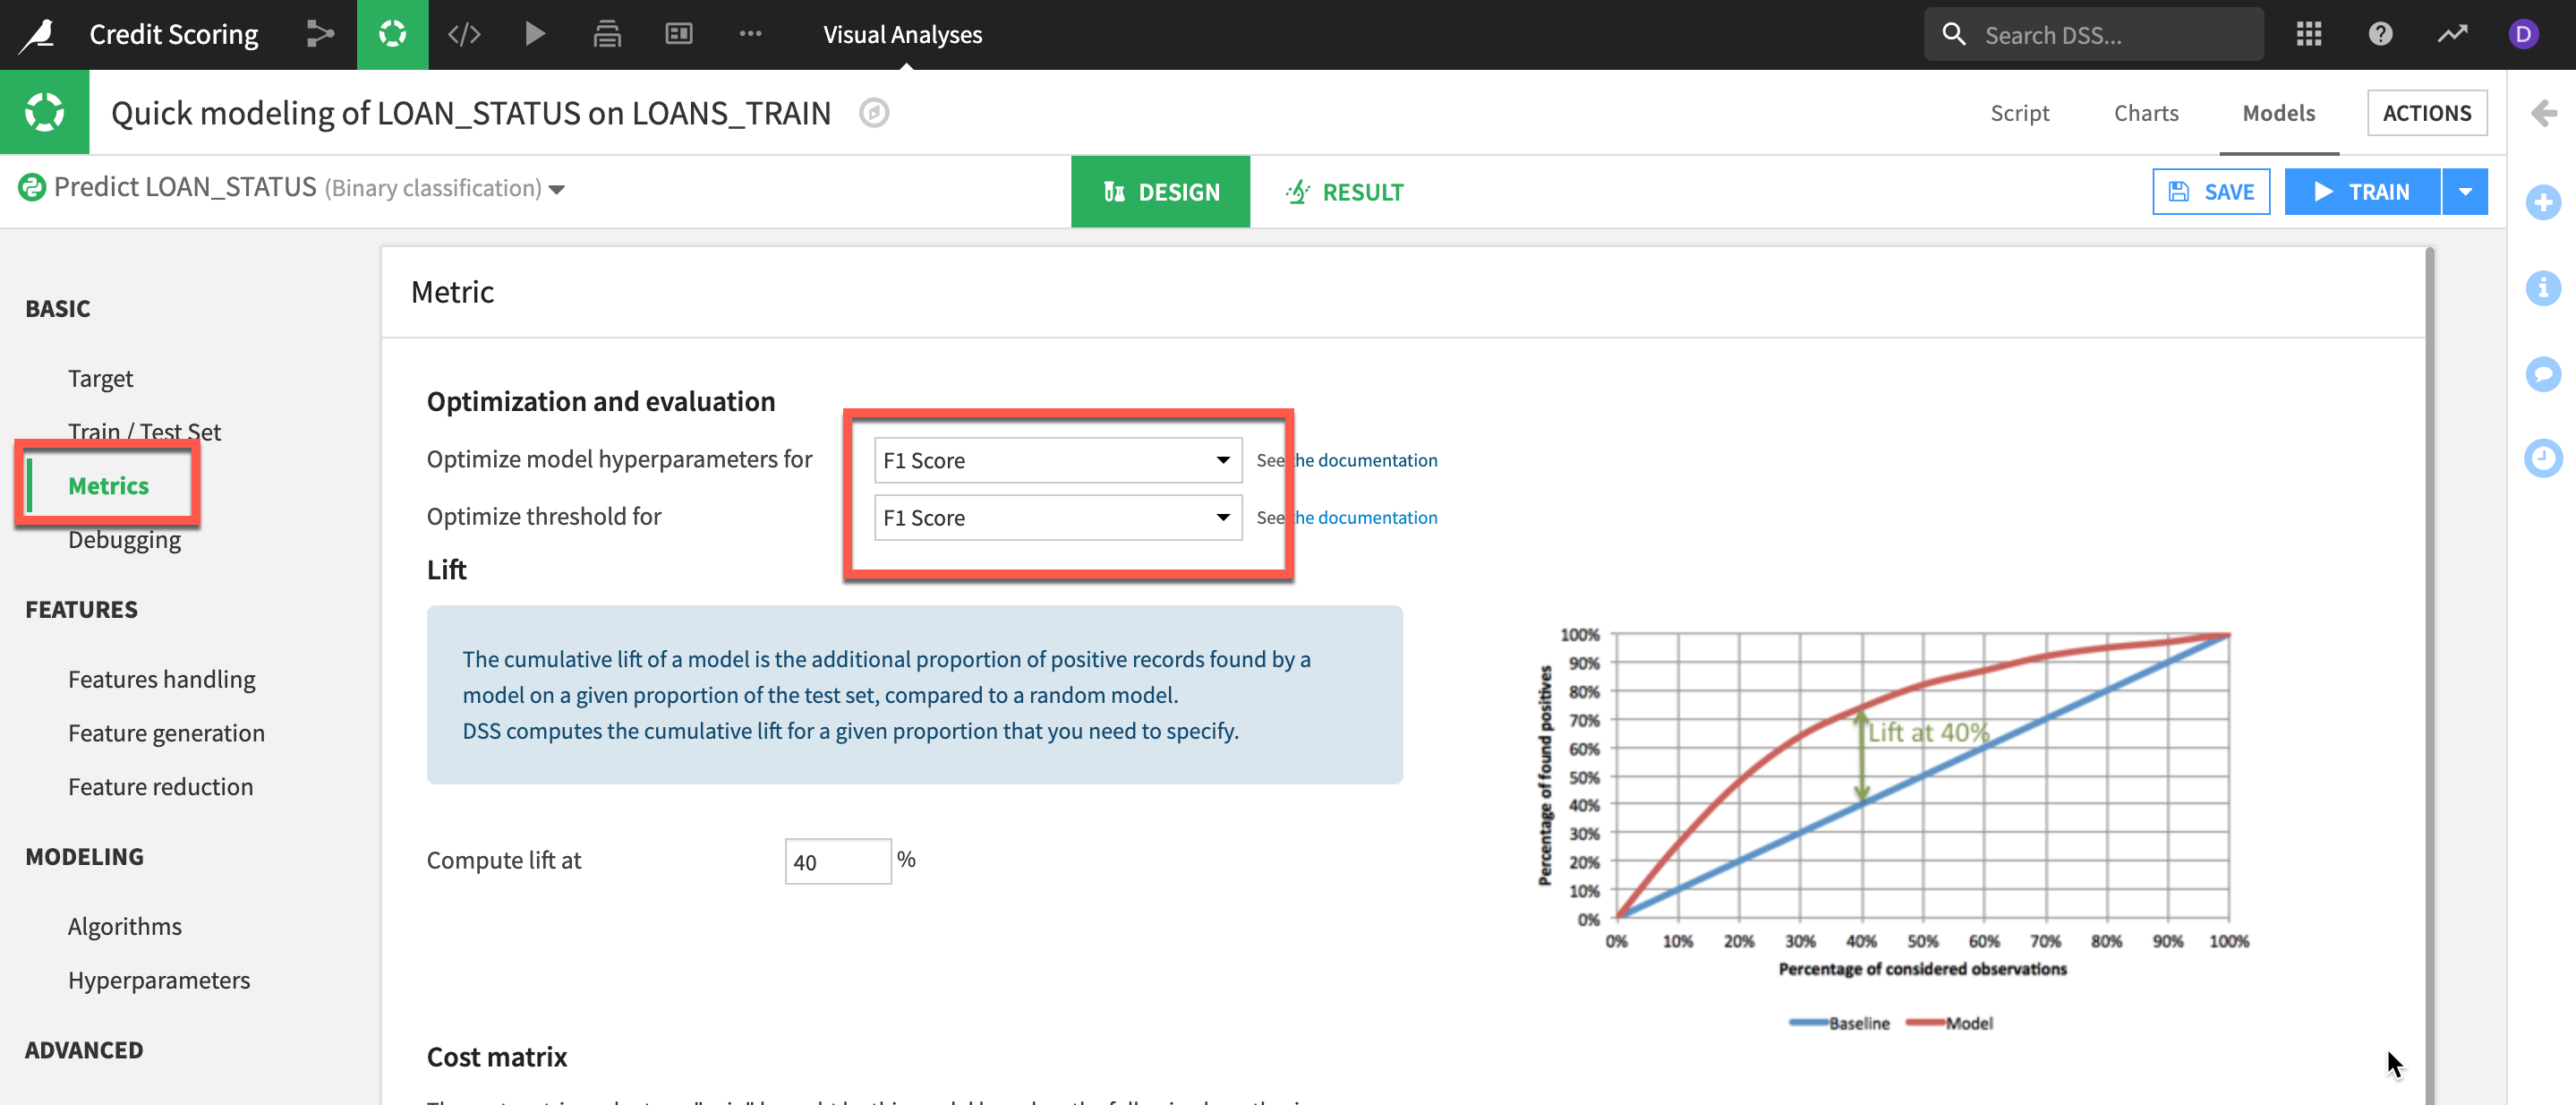 Credit Scoring
Visual Analyses
Search DSS...
D
Quick modeling of LOAN_STATUS on LOANS_TRAIN
Script
Charts
Models
ACTIONS
Predict LOAN_STATUS (Binary classification)
DESIGN
RESULT
SAVE
TRAIN
BASIC
Target
Train / Test Set
Metrics
Debugging
FEATURES
Features handling
Feature generation
Feature reduction
MODELING
Algorithms
Hyperparameters
ADVANCED
Metric
Optimization and evaluation
Optimize model hyperparameters for
F1 Score
See the documentation
Optimize threshold for
F1 Score
See the documentation
Lift
The cumulative lift of a model is the additional proportion of positive records found by a
model on a given proportion of the test set, compared to a random model.
DSS computes the cumulative lift for a given proportion that you need to specify.
Compute lift at
40
%
Percentage of found positives
100%
90%
80%
70%
60%
50%
40%
30%
20%
10%
0%
Lift at 40%
0% 10% 20% 30% 40% 50% 60% 70% 80% 90% 100%
Percentage of considered observations
Baseline
Model
Cost matrix